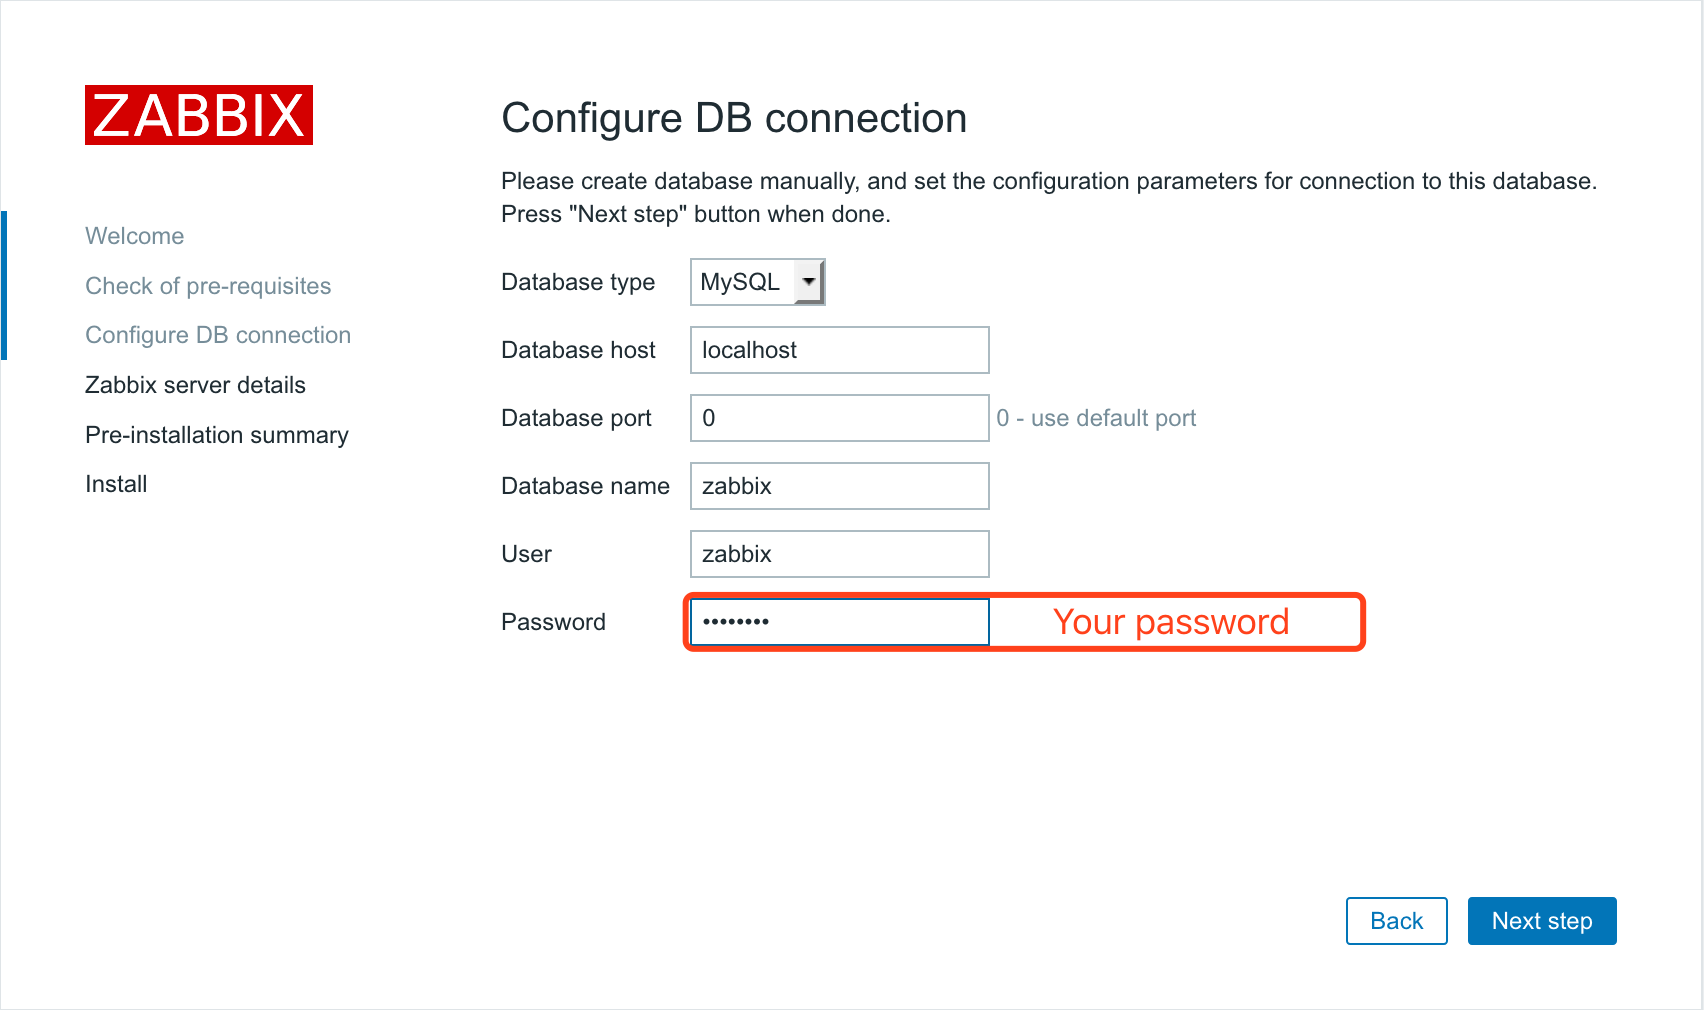 ZABBIX
Welcome
Check of pre-requisites
Configure DB connection
Zabbix server details
Pre-installation summary
Install
Configure DB connection
Please create database manually, and set the configuration parameters for connection to this database.
Press "Next step" button when done.
Database type MySQL
Database host localhost
Database port 0 0 - use default port
Database name zabbix
User zabbix
Password •••••••• Your password
Back Next step